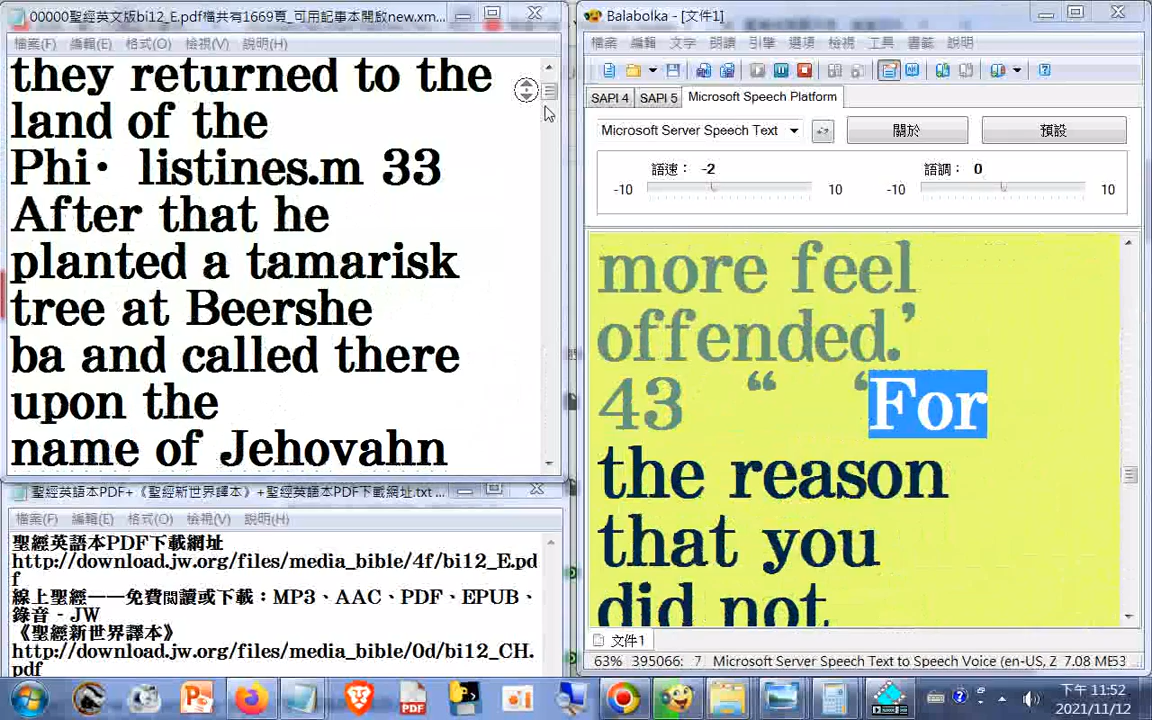 00000聖經英文版bi12_E.pdf檔共有1669頁_可用記事本開啟new.xm...
檔案(F) 編輯(E) 格式(O) 檢視(V) 說明(H)
they returned to the
land of the
Phi· listines.m 33
After that he
planted a tamarisk
tree at Beershe
ba and called there
upon the
name of Jehovahn
聖經英語本PDF+《聖經新世界譯本》+聖經英語本PDF下載網址.txt ...
檔案(F) 編輯(E) 格式(O) 檢視(V) 說明(H)
聖經英語本PDF下載網址
http://download.jw.org/files/media_bible/4f/bi12_E.pd
f
線上聖經——免費閱讀或下載：MP3、AAC、PDF、EPUB、
錄音 - JW
《聖經新世界譯本》
http://download.jw.org/files/media_bible/0d/bi12_CH.
pdf
Balabolka - [文件1]
檔案 編輯 文字 朗讀 引擎 選項 檢視 工具 書籤 說明
SAPI 4 SAPI 5 Microsoft Speech Platform
Microsoft Server Speech Text 關於 預設
語速： -2 語調： 0
-10 10 -10 10
more feel
offended.’
43 “ ‘For
the reason
that you
did not
文件1
63% 395066: 7 Microsoft Server Speech Text to Speech Voice (en-US, Z 7.08 ME53
下午 11:52
2021/11/12